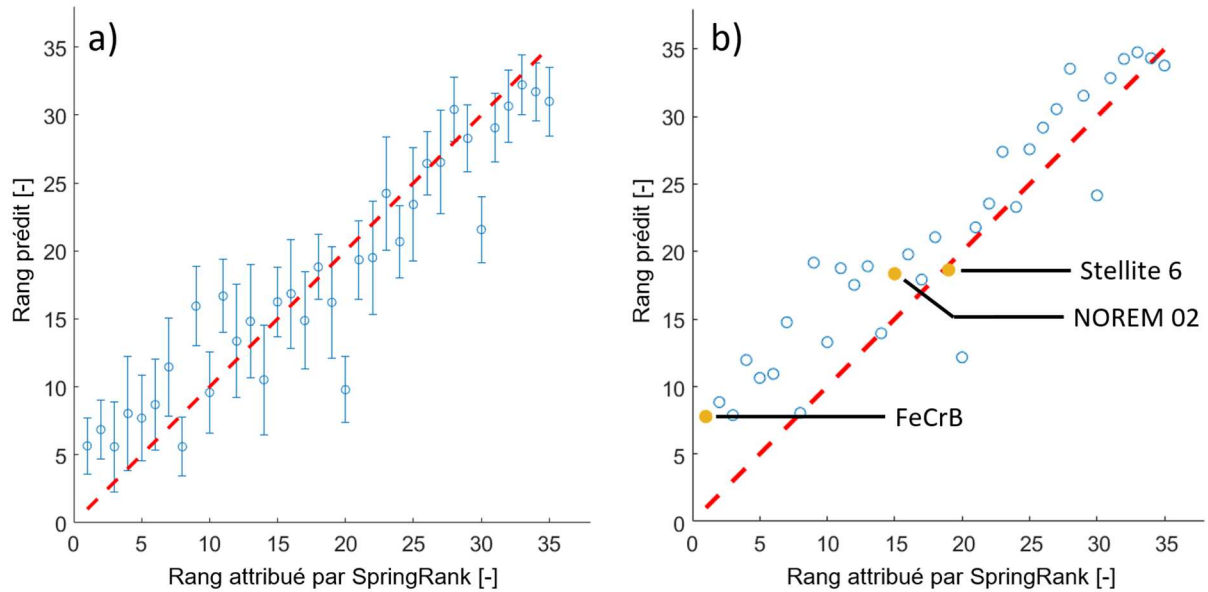 a)
35
30
25
20
15
10
5
0
Rang prédit [-]
0 5 10 15 20 25 30 35
Rang attribué par SpringRank [-]
b)
35
30
25
20
15
10
5
0
Rang prédit [-]
Stellite 6
NOREM 02
FeCrB
0 5 10 15 20 25 30 35
Rang attribué par SpringRank [-]